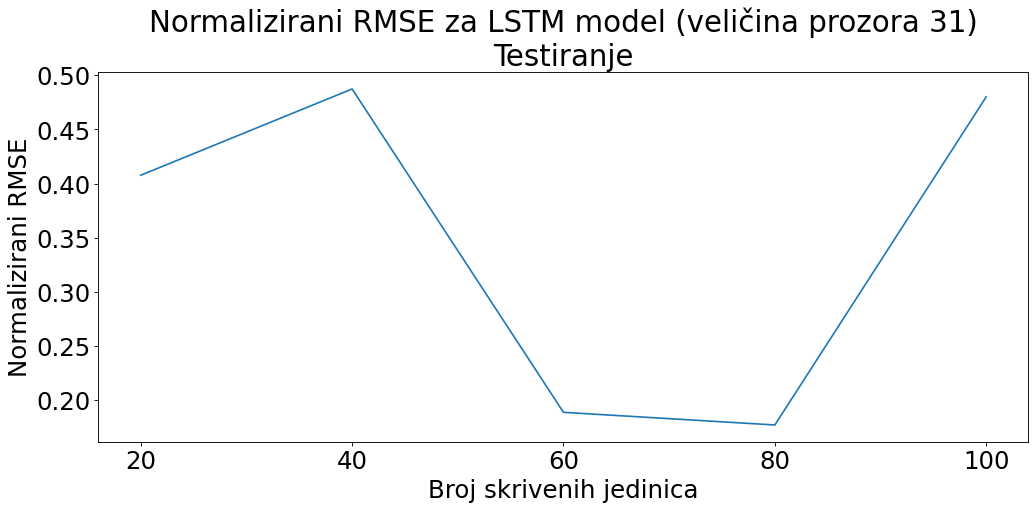 Normalizirani RMSE za LSTM model (veličina prozora 31)
Testiranje
Normalizirani RMSE
0.50
0.45
0.40
0.35
0.30
0.25
0.20
20 40 60 80 100
Broj skrivenih jedinica